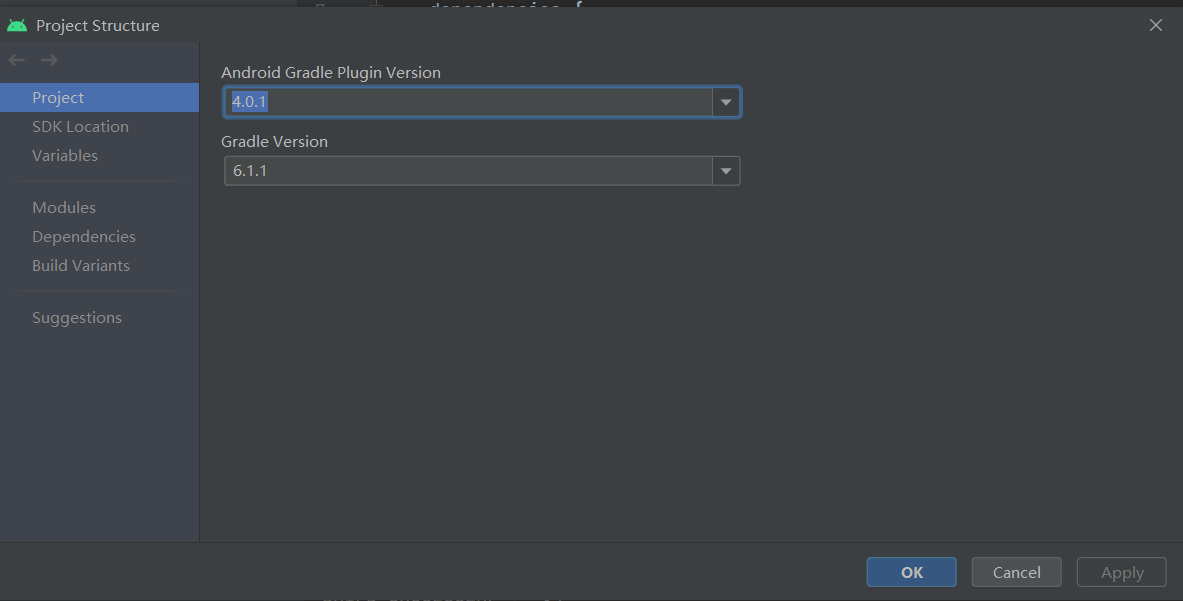 dependencies {
Project Structure
Project
SDK Location
Variables
Modules
Dependencies
Build Variants
Suggestions
Android Gradle Plugin Version
4.0.1
Gradle Version
6.1.1
OK
Cancel
Apply